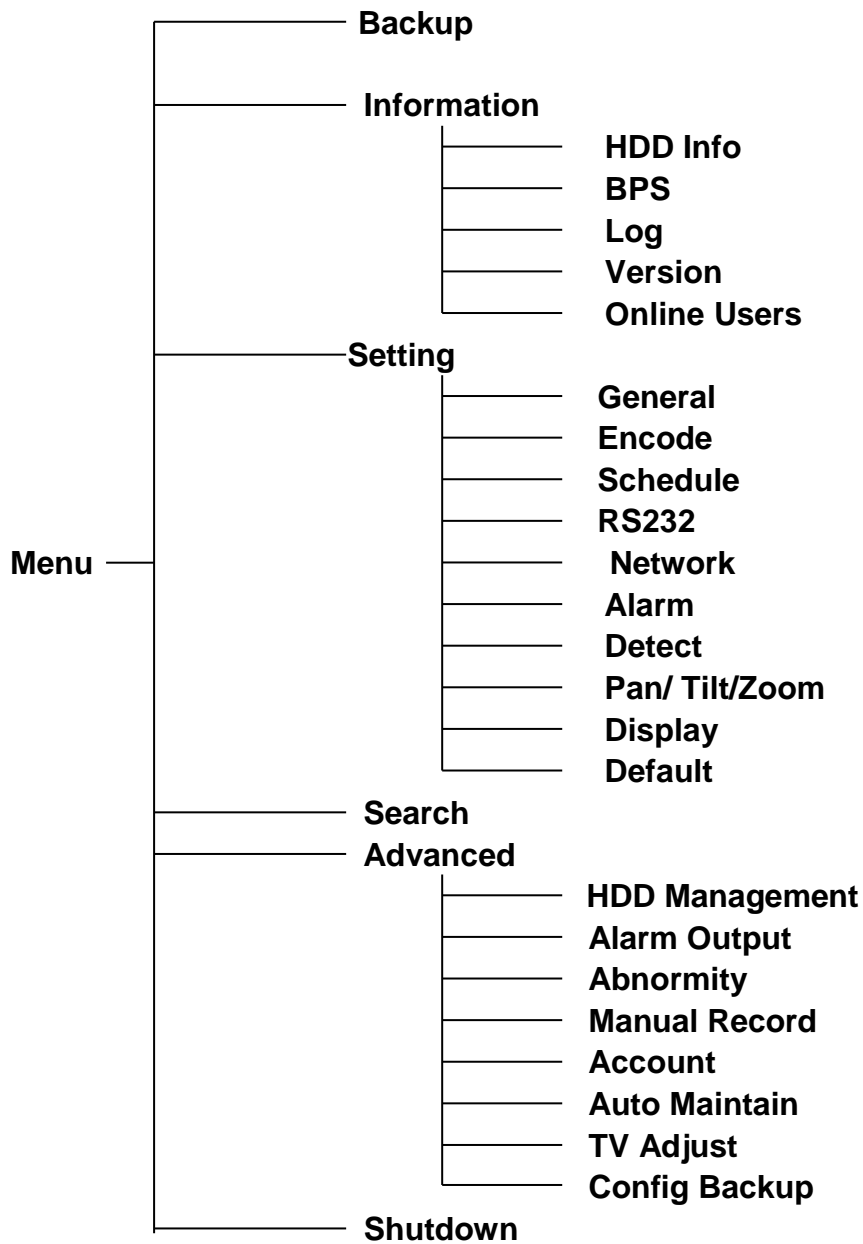 Backup
Information
HDD Info
BPS
Log
Version
Online Users
Setting
General
Encode
Schedule
RS232
Menu
Network
Alarm
Detect
Pan/ Tilt/Zoom
Display
Default
Search
Advanced
HDD Management
Alarm Output
Abnormity
Manual Record
Account
Auto Maintain
TV Adjust
Config Backup
Shutdown